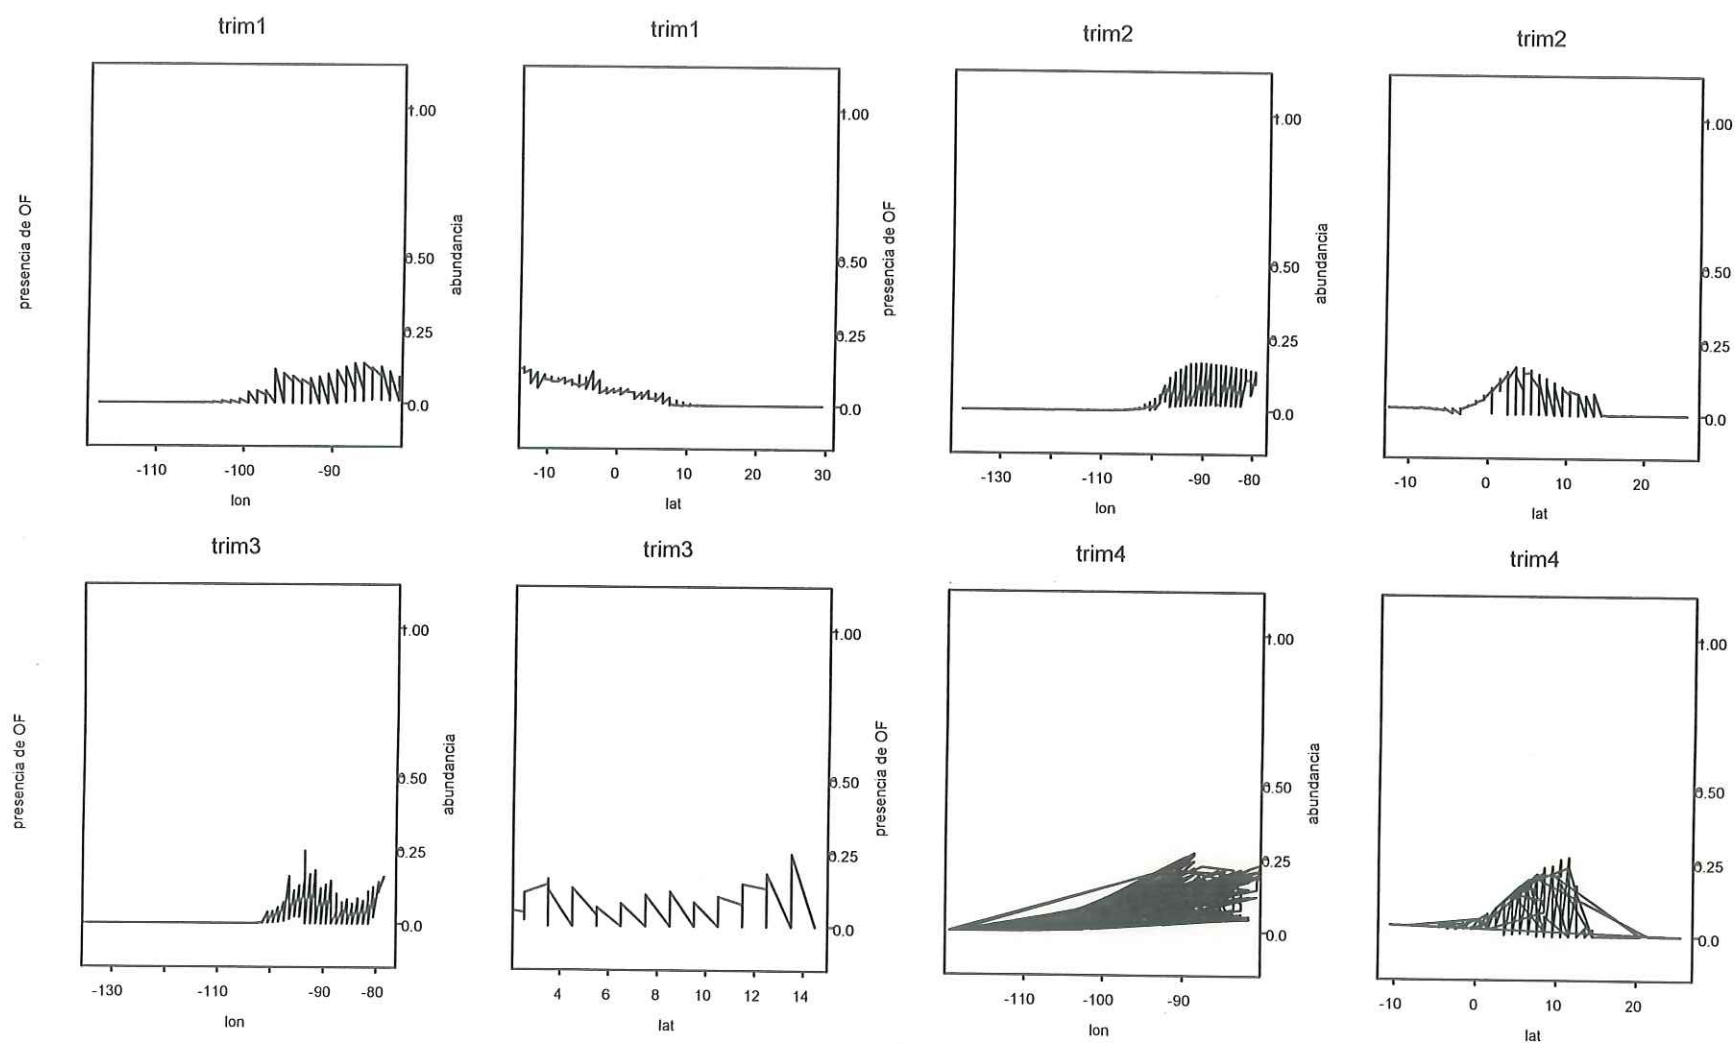 trim1
1.00
0.50
0.25
0.0
presencia de OF
-110 -100 -90
lon
trim1
1.00
0.50
0.25
0.0
abundancia
-10 0 10 20 30
lat
trim2
1.00
0.50
0.25
0.0
presencia de OF
-130 -110 -90 -80
lon
trim2
1.00
0.50
0.25
0.0
abundancia
-10 0 10 20
lat
trim3
1.00
0.50
0.25
0.0
presencia de OF
-130 -110 -90 -80
lon
trim3
1.00
0.50
0.25
0.0
abundancia
4 6 8 10 12 14
lat
trim4
1.00
0.50
0.25
0.0
presencia de OF
-110 -100 -90
lon
trim4
1.00
0.50
0.25
0.0
abundancia
-10 0 10 20
lat